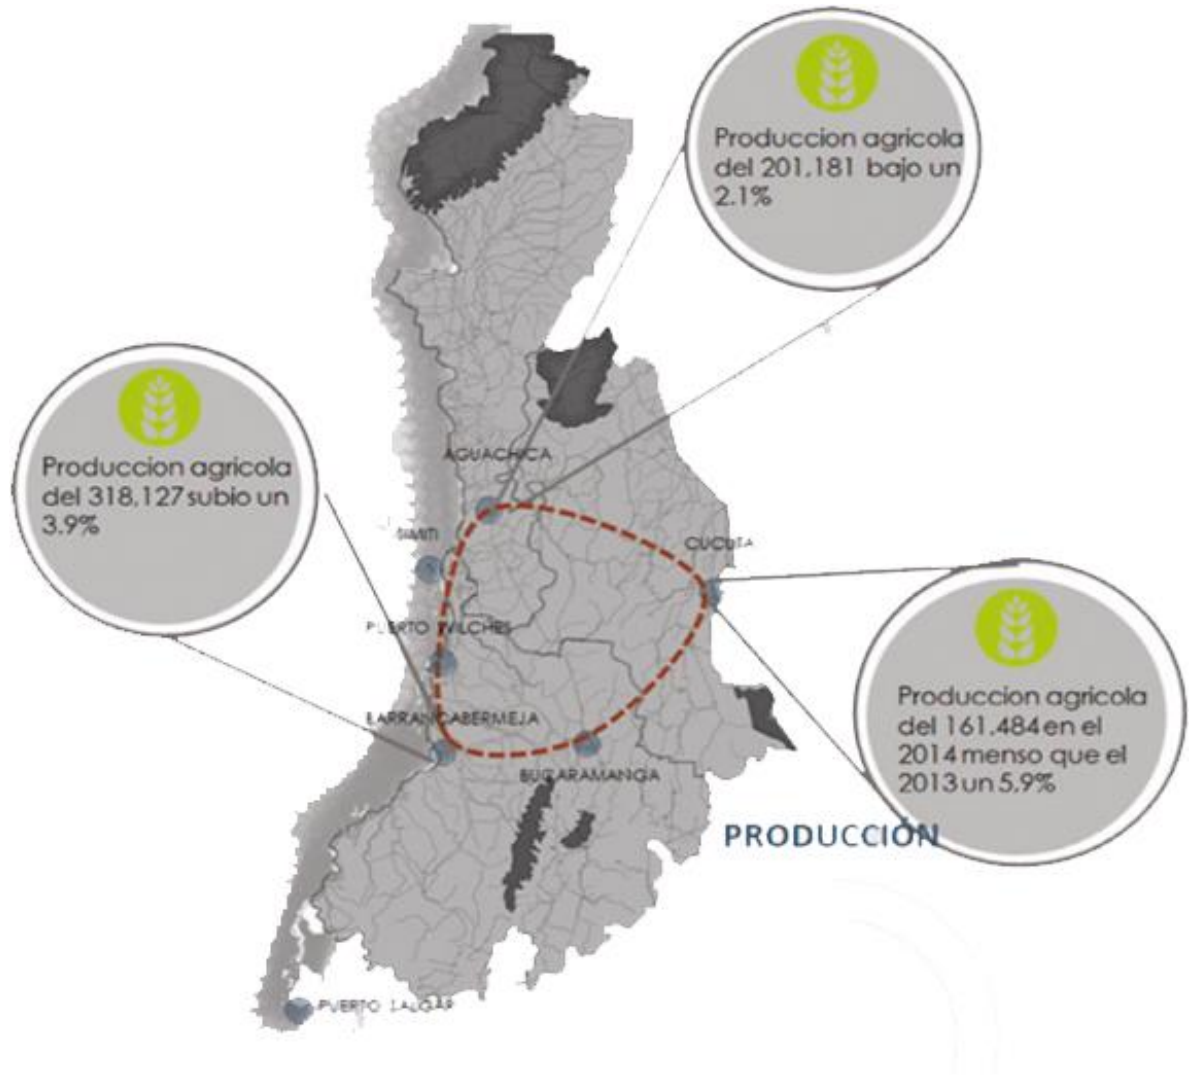 Produccion agricola
del 201,181 bajo un
2.1%
Produccion agricola
del 318,127 subio un
3.9%
AGUACHICA
SIMITI
CUCUTA
PUERTO WILCHES
BARRANCABERMEJA
BUCARAMANGA
Produccion agricola
del 161.484 en el
2014 menso que el
2013 un 5.9%
PRODUCCIÓN
PUERTO SALGAR